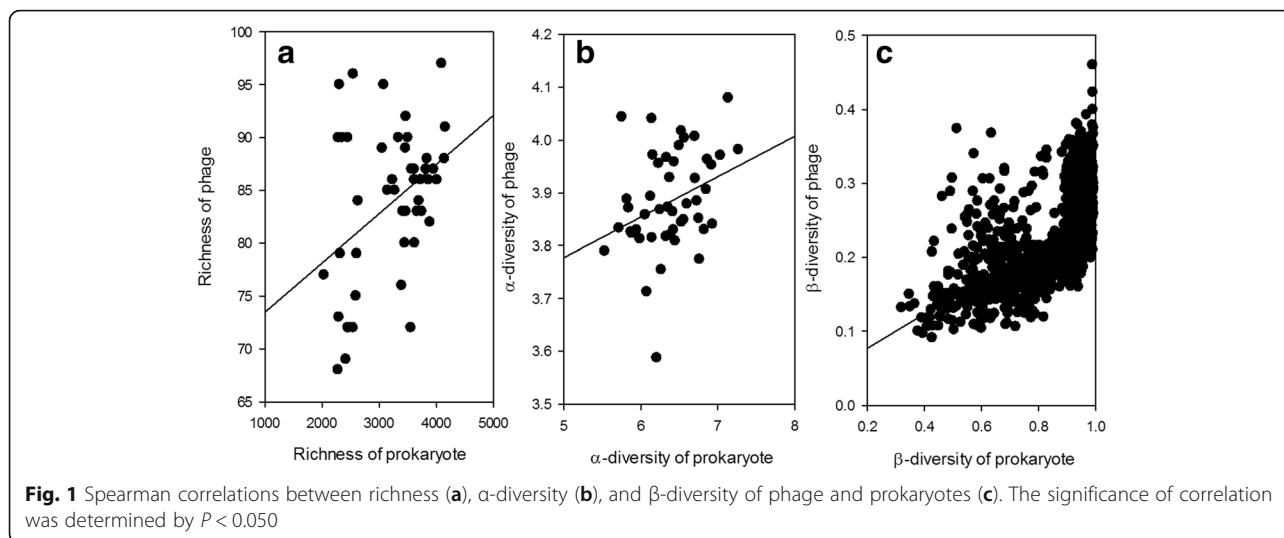 a
100
95
90
85
80
75
70
65
Richness of phage
1000 2000 3000 4000 5000
Richness of prokaryote
b
4.2
4.1
4.0
3.9
3.8
3.7
3.6
3.5
α-diversity of phage
5 6 7 8
α-diversity of prokaryote
c
0.5
0.4
0.3
0.2
0.1
0.0
β-diversity of phage
0.2 0.4 0.6 0.8 1.0
β-diversity of prokaryote
Fig. 1 Spearman correlations between richness (a), α-diversity (b), and β-diversity of phage and prokaryotes (c). The significance of correlation
was determined by P < 0.050